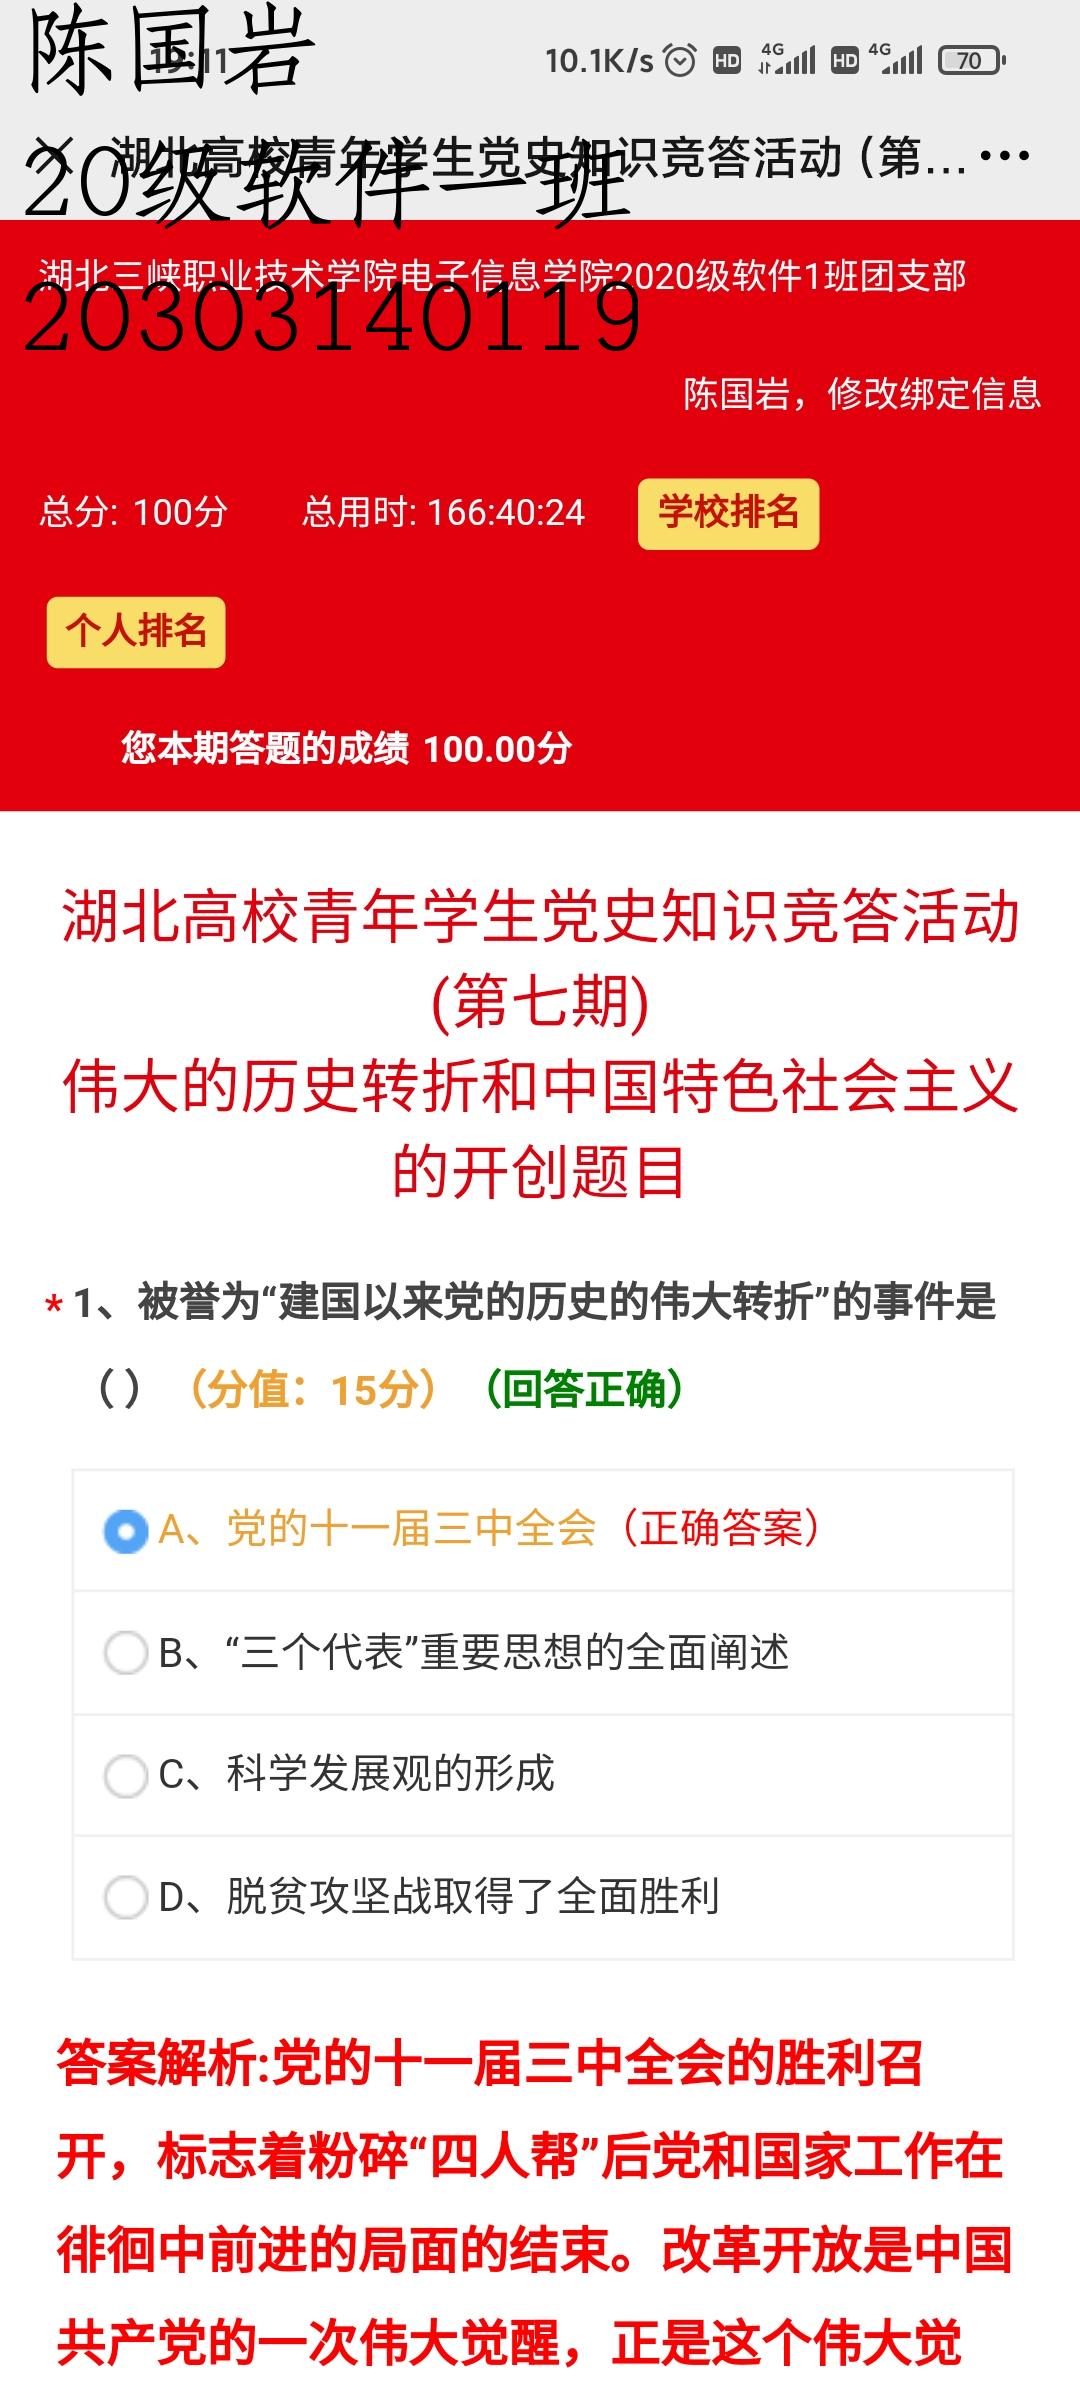 陈国岩
19:11 10.1K/s HD 4G HD 4G 70
湖北高校青年学生党史知识竞答活动（第... 
20级软件一班
湖北三峡职业技术学院电子信息学院2020级软件1班团支部
20303140119
陈国岩，修改绑定信息
总分: 100分 总用时: 166:40:24 学校排名
个人排名
您本期答题的成绩 100.00分
湖北高校青年学生党史知识竞答活动
(第七期)
伟大的历史转折和中国特色社会主义
的开创题目
* 1、被誉为“建国以来党的历史的伟大转折”的事件是
（）（分值：15分）（回答正确）
A、党的十一届三中全会（正确答案）
B、“三个代表”重要思想的全面阐述
C、科学发展观的形成
D、脱贫攻坚战取得了全面胜利
答案解析:党的十一届三中全会的胜利召
开，标志着粉碎“四人帮”后党和国家工作在
徘徊中前进的局面的结束。改革开放是中国
共产党的一次伟大觉醒，正是这个伟大觉